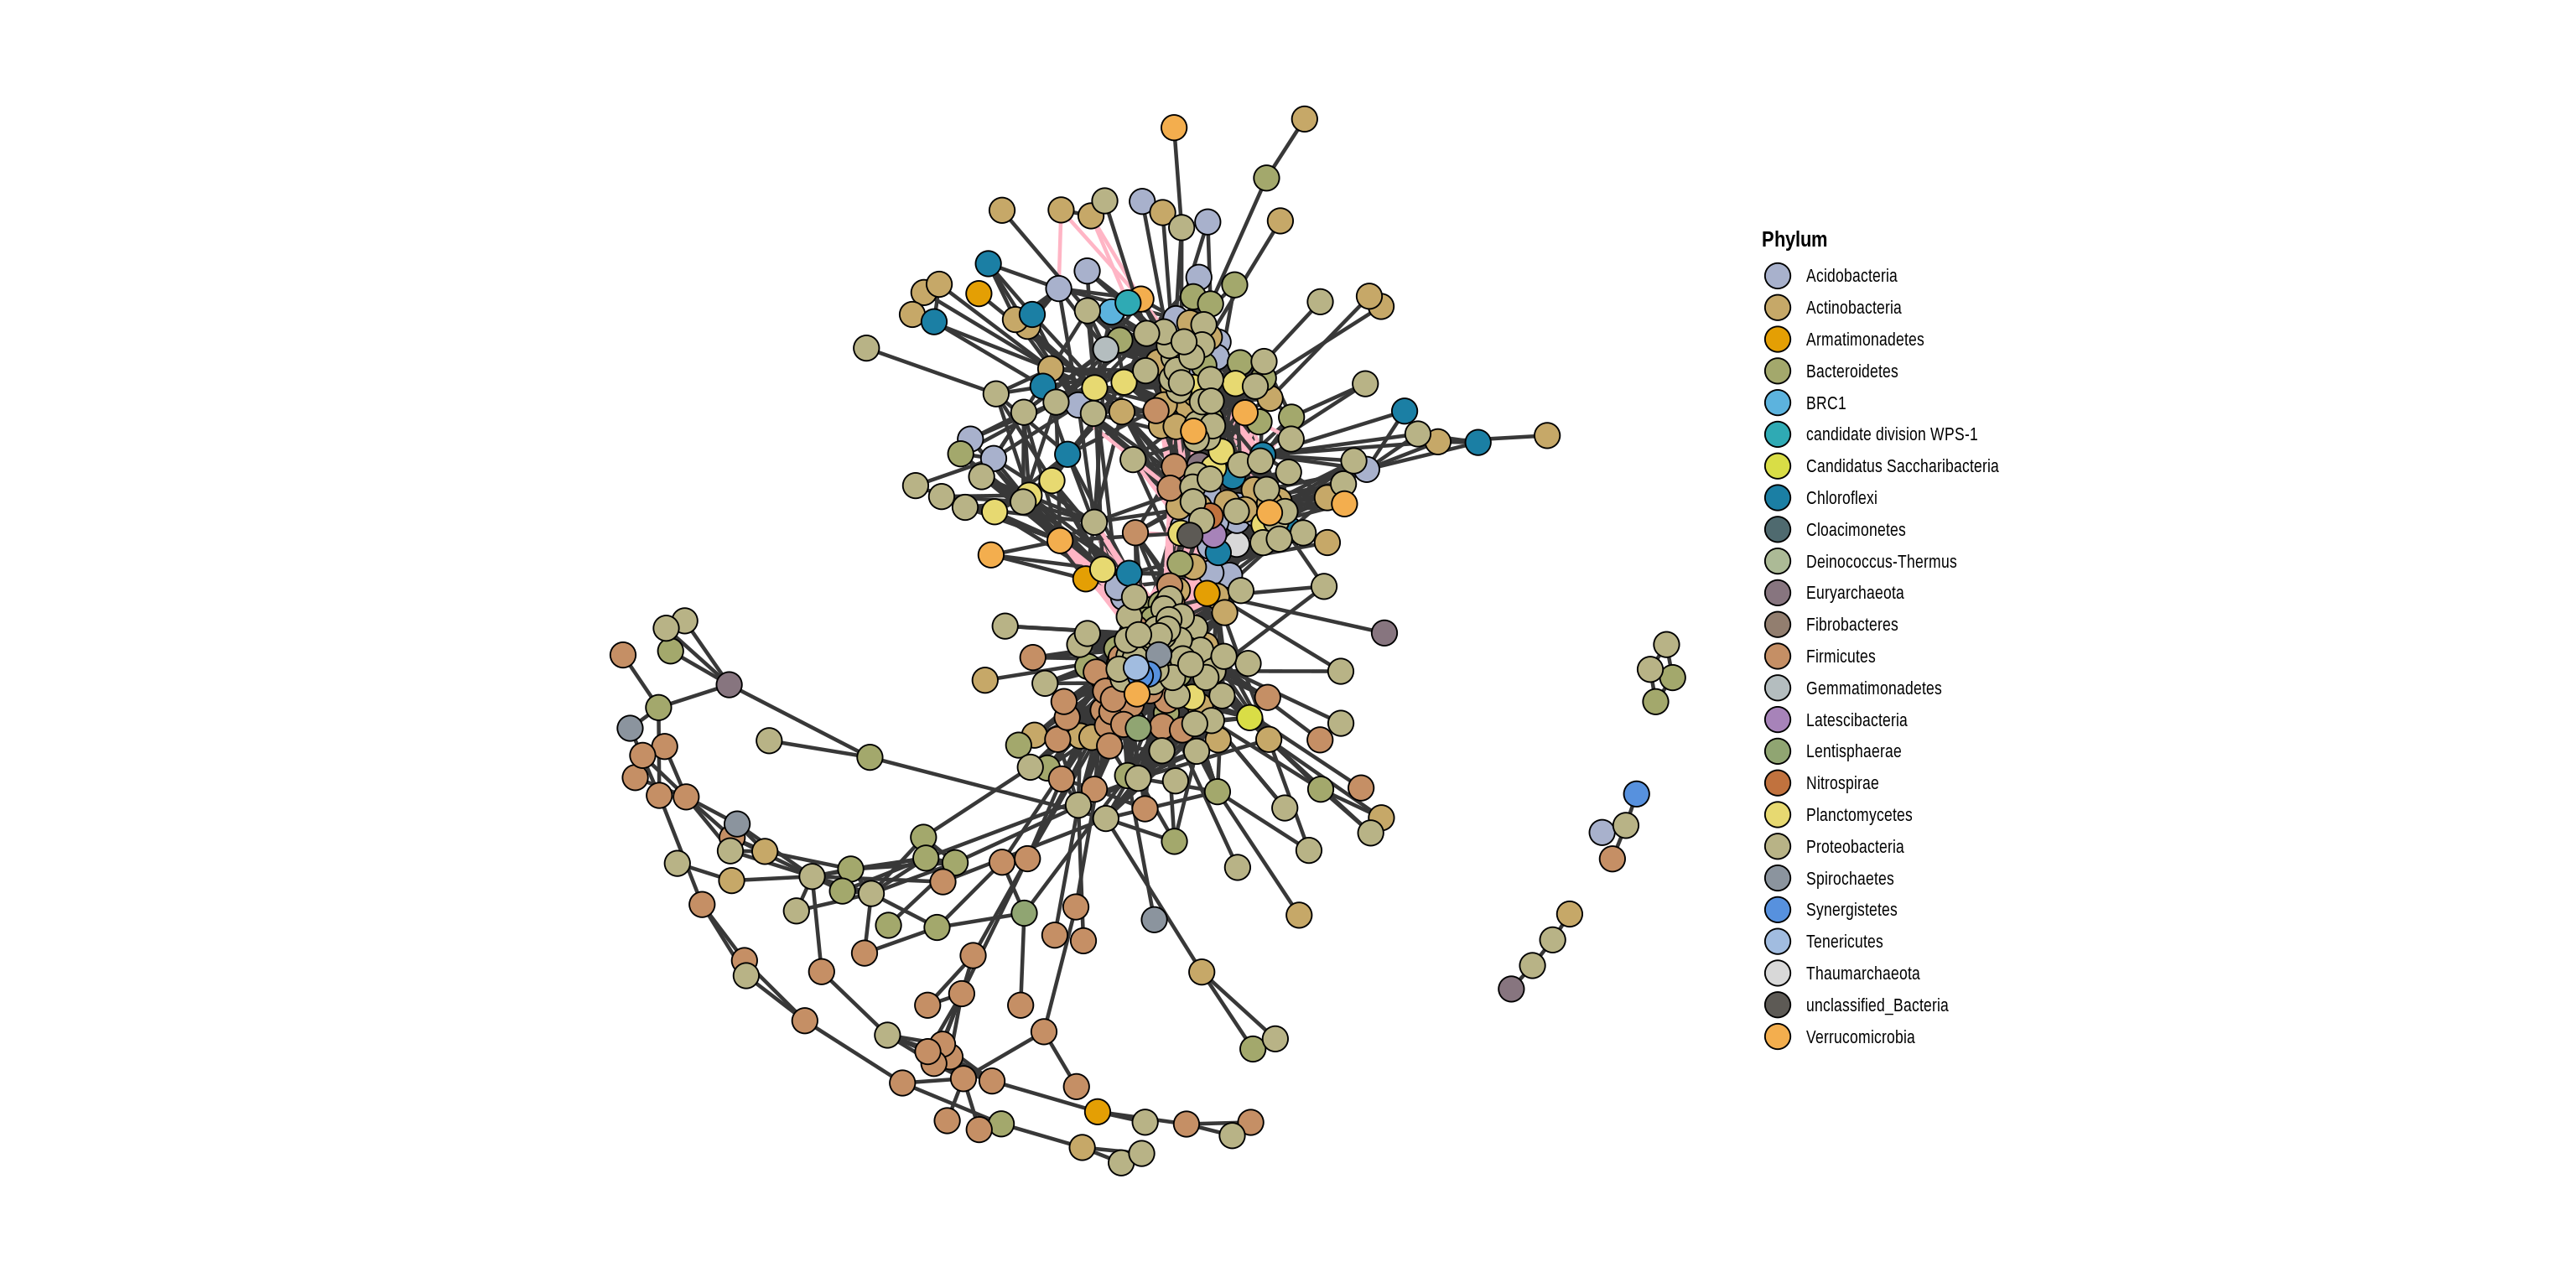 Phylum
Acidobacteria
Actinobacteria
Armatimonadetes
Bacteroidetes
BRC1
candidate division WPS-1
Candidatus Saccharibacteria
Chloroflexi
Cloacimonetes
Deinococcus-Thermus
Euryarchaeota
Fibrobacteres
Firmicutes
Gemmatimonadetes
Latescibacteria
Lentisphaerae
Nitrospirae
Planctomycetes
Proteobacteria
Spirochaetes
Synergistetes
Tenericutes
Thaumarchaeota
unclassified_Bacteria
Verrucomicrobia